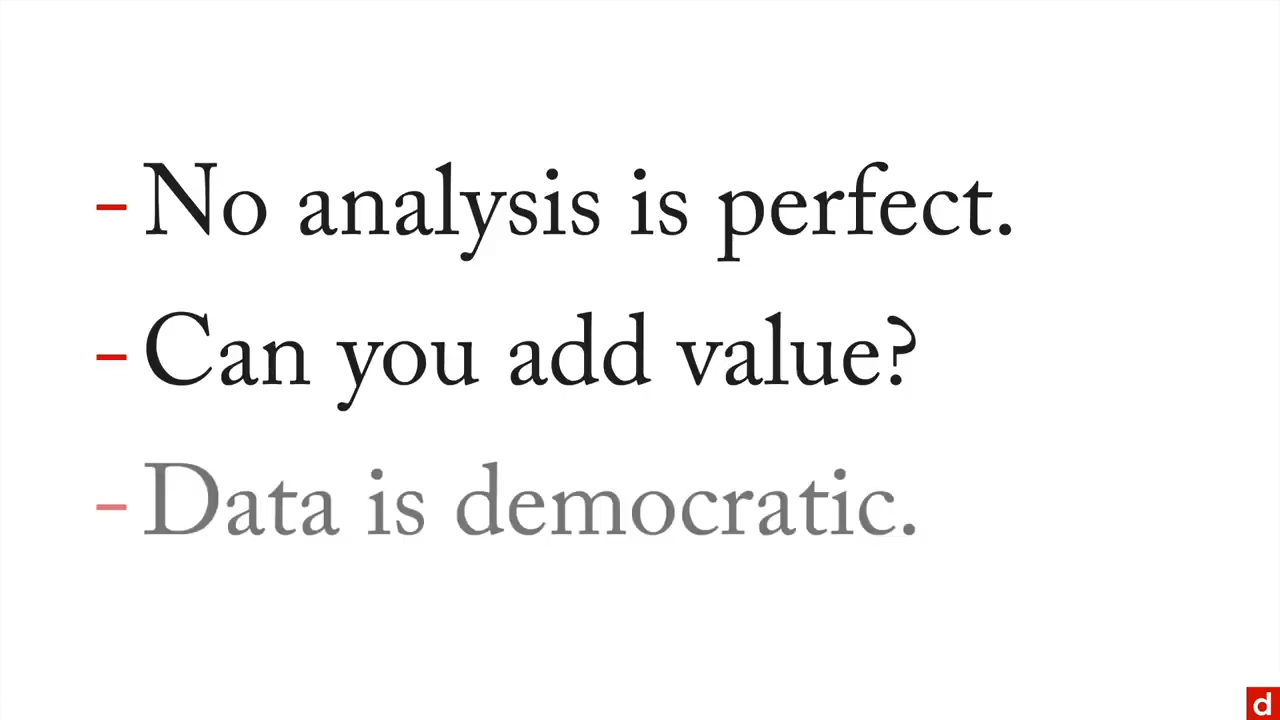 – No analysis is perfect.
– Can you add value?
– Data is democratic.
d